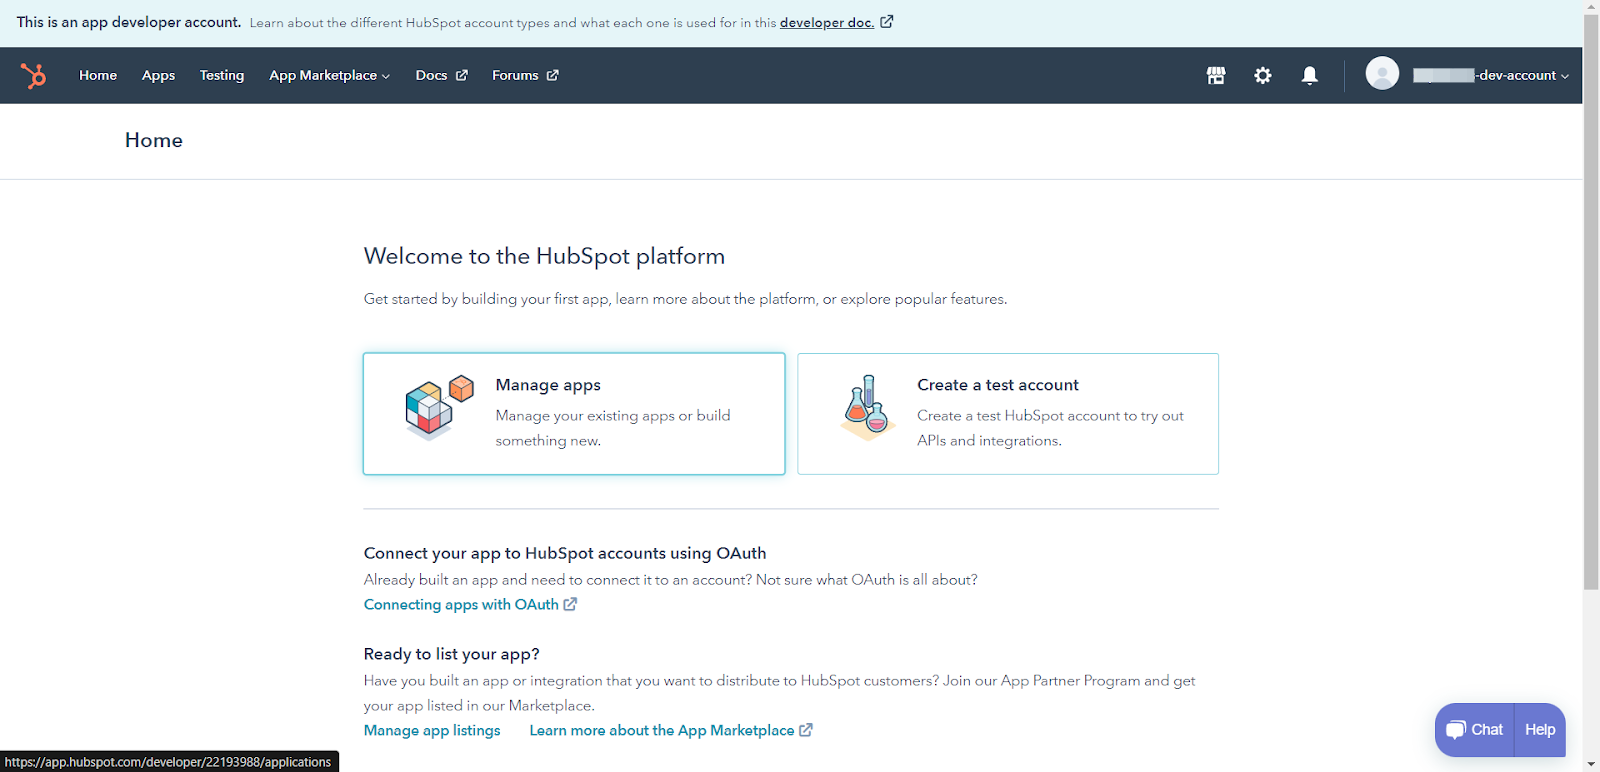 This is an app developer account. Learn about the different HubSpot account types and what each one is used for in this developer doc.
Home Apps Testing App Marketplace Docs Forums -dev-account
Home
Welcome to the HubSpot platform
Get started by building your first app, learn more about the platform, or explore popular features.
Manage apps
Manage your existing apps or build
something new.
Create a test account
Create a test HubSpot account to try out
APIs and integrations.
Connect your app to HubSpot accounts using OAuth
Already built an app and need to connect it to an account? Not sure what OAuth is all about?
Connecting apps with OAuth
Ready to list your app?
Have you built an app or integration that you want to distribute to HubSpot customers? Join our App Partner Program and get
your app listed in our Marketplace.
Manage app listings Learn more about the App Marketplace
Chat Help
https://app.hubspot.com/developer/22193988/applications